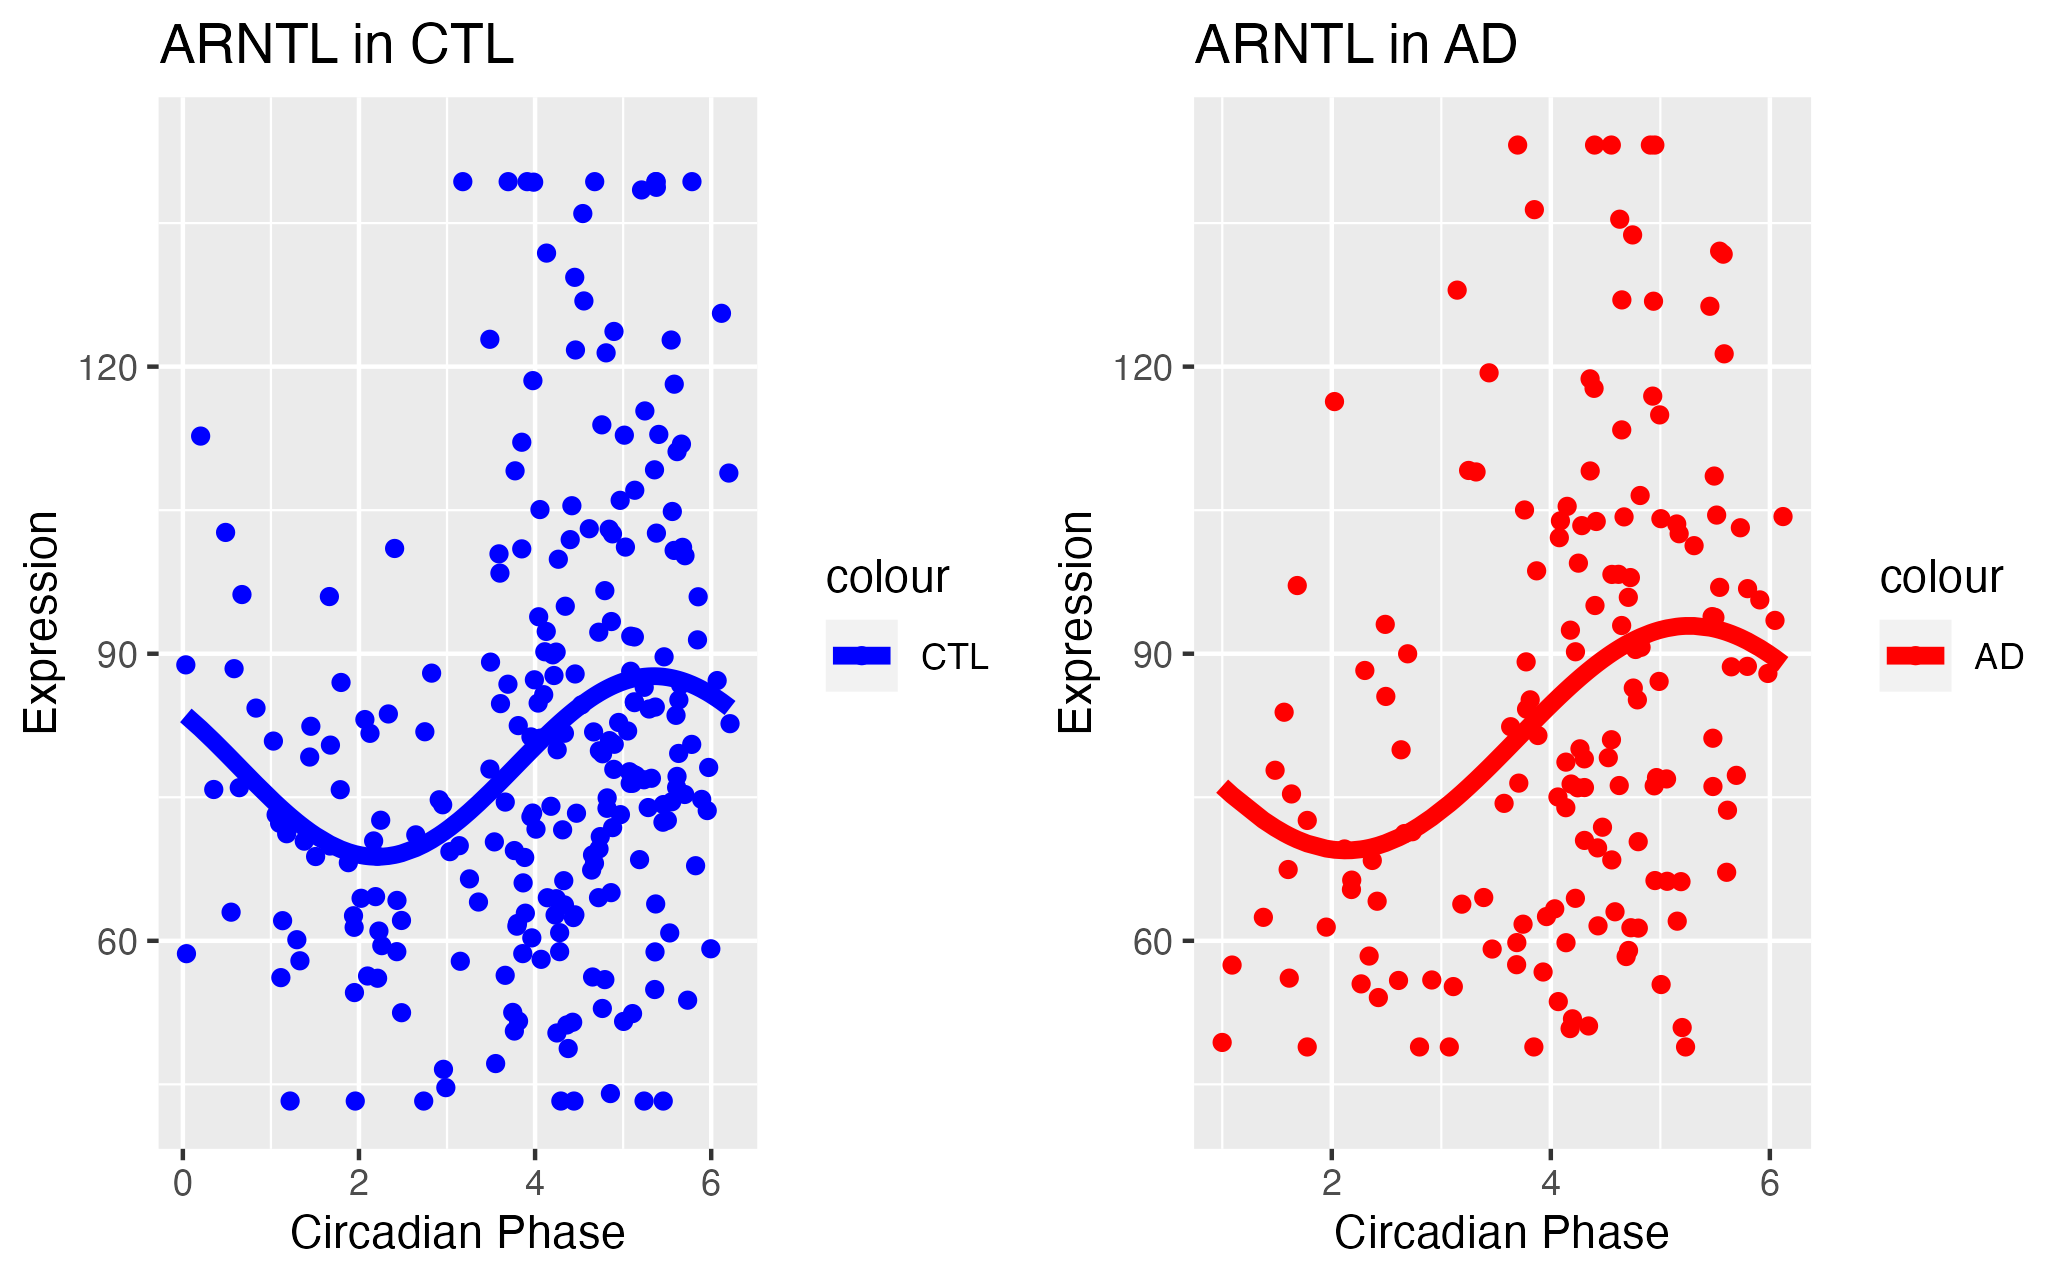 ARNTL in CTL
Expression
120
90
60
0 2 4 6
Circadian Phase
colour
CTL
ARNTL in AD
Expression
120
90
60
2 4 6
Circadian Phase
colour
AD